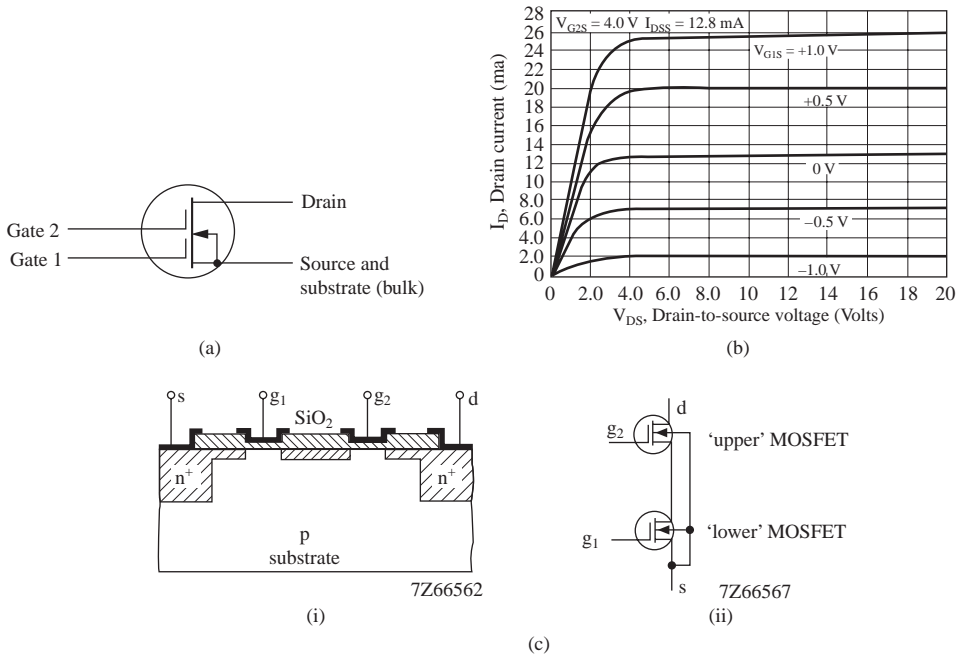 Drain
Gate 2
Gate 1
Source and
substrate (bulk)
(a)
V_G2S = 4.0 V I_DSS = 12.8 mA
V_G1S = +1.0 V
+0.5 V
0 V
–0.5 V
–1.0 V
I_D, Drain current (ma)
26
24
22
20
18
16
14
12
10
8.0
6.0
4.0
2.0
0
0 2.0 4.0 6.0 8.0 10 12 14 16 18 20
V_DS, Drain-to-source voltage (Volts)
(b)
s g₁ g₂ d
SiO₂
n⁺ n⁺
p
substrate
7Z66562
(i)
d
g₂
'upper' MOSFET
g₁
'lower' MOSFET
s
7Z66567
(ii)
(c)